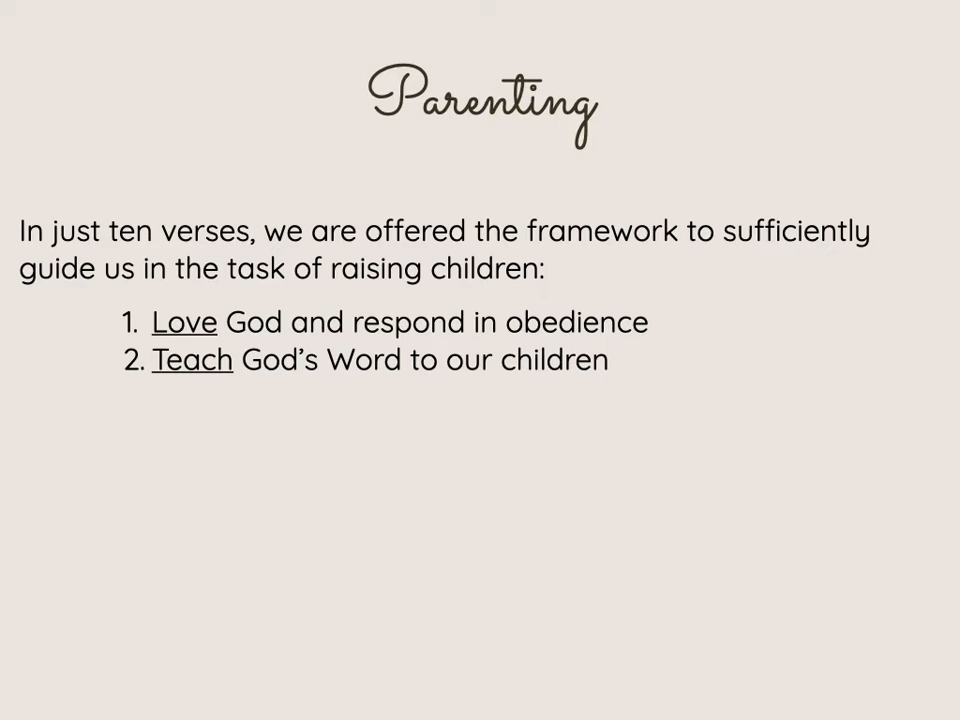 Parenting
In just ten verses, we are offered the framework to sufficiently
guide us in the task of raising children:
1. Love God and respond in obedience
2. Teach God’s Word to our children